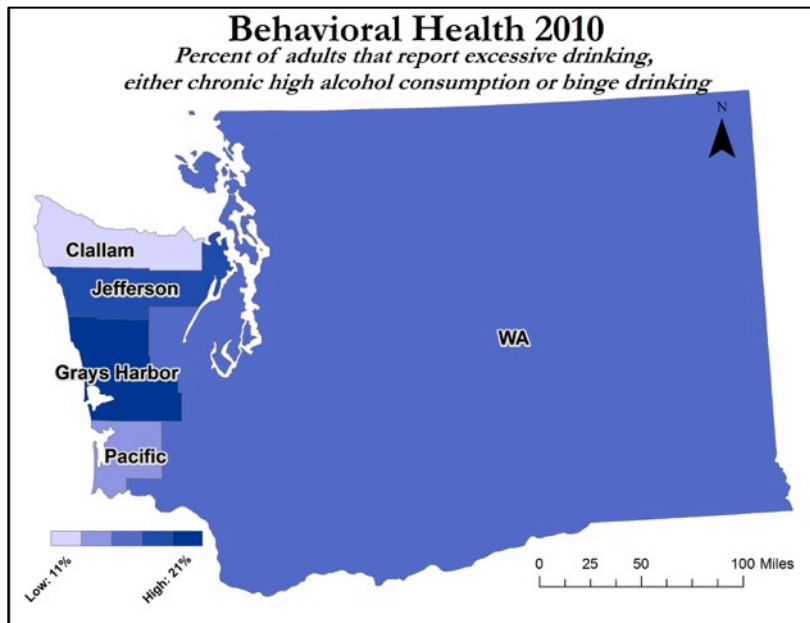 Behavioral Health 2010
Percent of adults that report excessive drinking,
either chronic high alcohol consumption or binge drinking
N
Clallam
Jefferson
WA
Grays Harbor
Pacific
Low: 11%
High: 21%
0 25 50 100 Miles